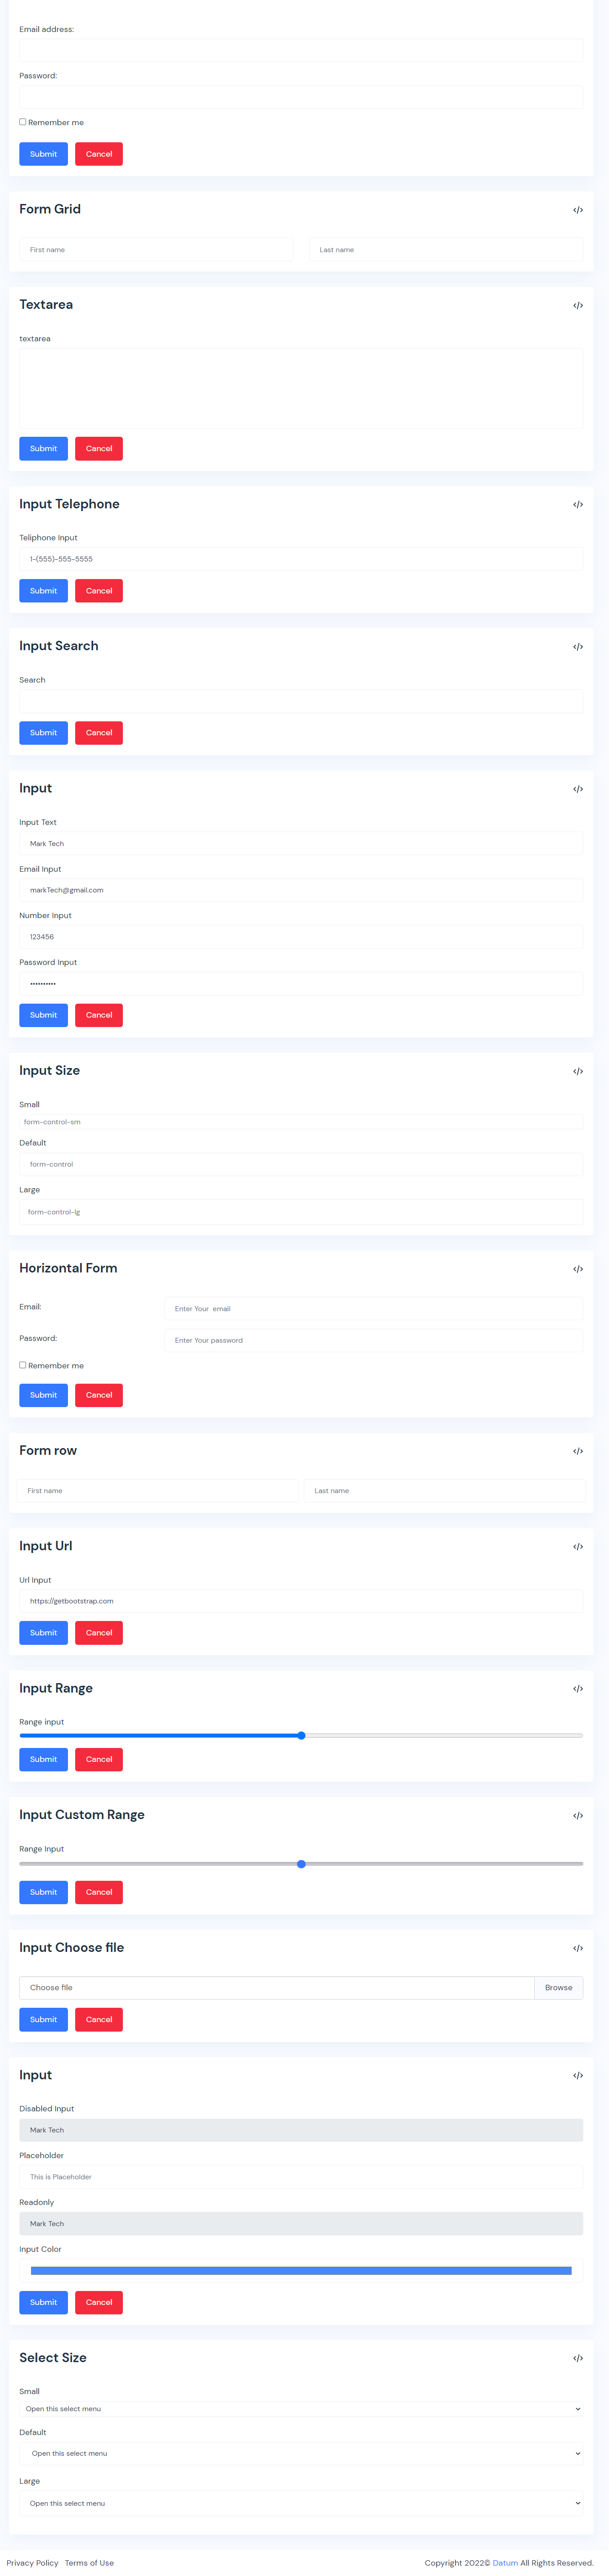 Email address:
Password:
Remember me
Submit Cancel
Form Grid </>
First name Last name
Textarea </>
textarea
Submit Cancel
Input Telephone </>
Teliphone Input
1-(555)-555-5555
Submit Cancel
Input Search </>
Search
Submit Cancel
Input </>
Input Text
Mark Tech
Email Input
markTech@gmail.com
Number Input
123456
Password Input
••••••••••
Submit Cancel
Input Size </>
Small
form-control-sm
Default
form-control
Large
form-control-lg
Horizontal Form </>
Email: Enter Your email
Password: Enter Your password
Remember me
Submit Cancel
Form row </>
First name Last name
Input Url </>
Url Input
https://getbootstrap.com
Submit Cancel
Input Range </>
Range input
Submit Cancel
Input Custom Range </>
Range Input
Submit Cancel
Input Choose file </>
Choose file Browse
Submit Cancel
Input </>
Disabled Input
Mark Tech
Placeholder
This is Placeholder
Readonly
Mark Tech
Input Color
Submit Cancel
Select Size </>
Small
Open this select menu
Default
Open this select menu
Large
Open this select menu
Privacy Policy Terms of Use Copyright 2022© Datum All Rights Reserved.